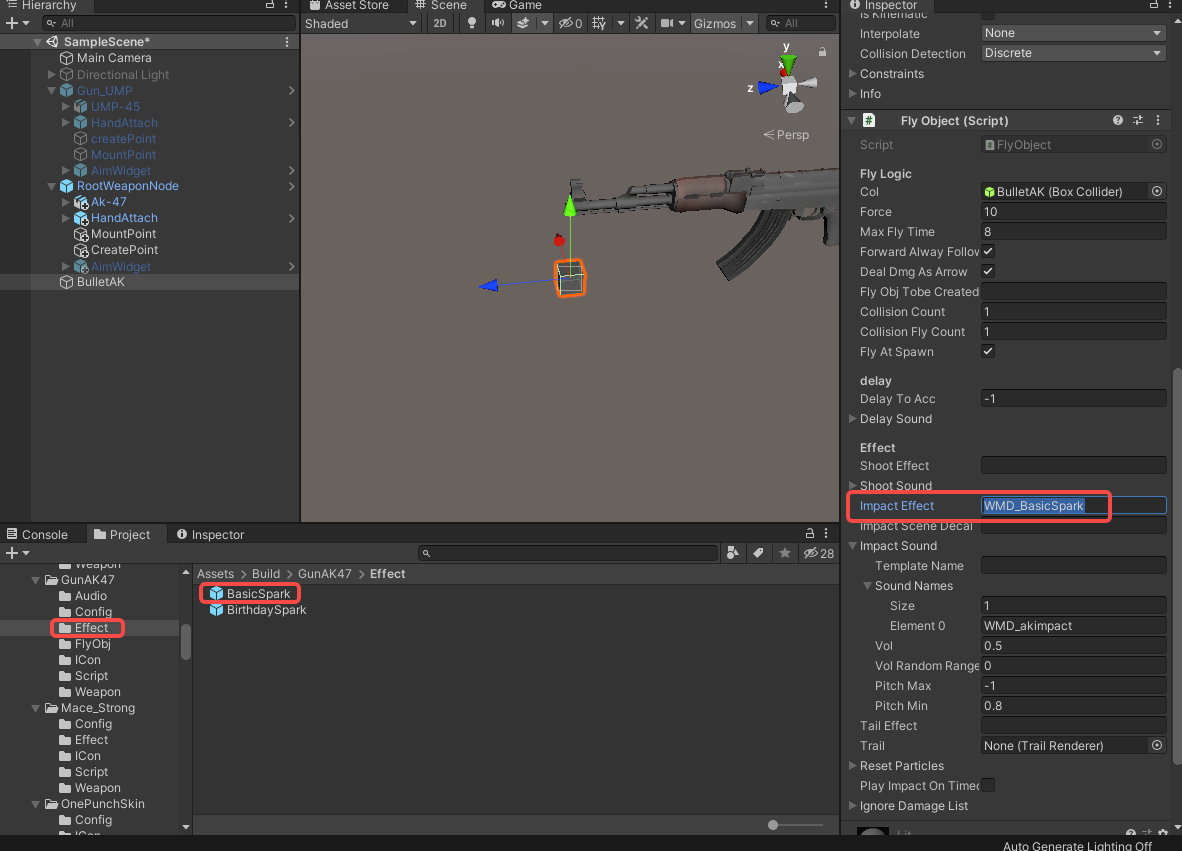 Hierarchy
All
SampleScene*
Main Camera
Directional Light
Gun_UMP
UMP-45
HandAttach
createPoint
MountPoint
AimWidget
RootWeaponNode
Ak-47
HandAttach
MountPoint
CreatePoint
AimWidget
BulletAK
Asset Store
Scene
Game
Shaded
2D
0
Gizmos
All
y
x
z
Persp
Console
Project
Inspector
28
Weapon
GunAK47
Audio
Config
Effect
FlyObj
ICon
Script
Weapon
Mace_Strong
Config
Effect
ICon
Script
Weapon
OnePunchSkin
Config
ICon
Assets > Build > GunAK47 > Effect
BasicSpark
BirthdaySpark
Inspector
Is Kinematic
Interpolate None
Collision Detection Discrete
Constraints
Info
# Fly Object (Script)
Script FlyObject
Fly Logic
Col BulletAK (Box Collider)
Force 10
Max Fly Time 8
Forward Alway Follow
Deal Dmg As Arrow
Fly Obj Tobe Created
Collision Count 1
Collision Fly Count 1
Fly At Spawn
delay
Delay To Acc -1
Delay Sound
Effect
Shoot Effect
Shoot Sound
Impact Effect WMD_BasicSpark
Impact Scene Decal
Impact Sound
Template Name
Sound Names
Size 1
Element 0 WMD_akimpact
Vol 0.5
Vol Random Range 0
Pitch Max -1
Pitch Min 0.8
Tail Effect
Trail None (Trail Renderer)
Reset Particles
Play Impact On Timeo
Ignore Damage List
Lit
Auto Generate Lighting Off